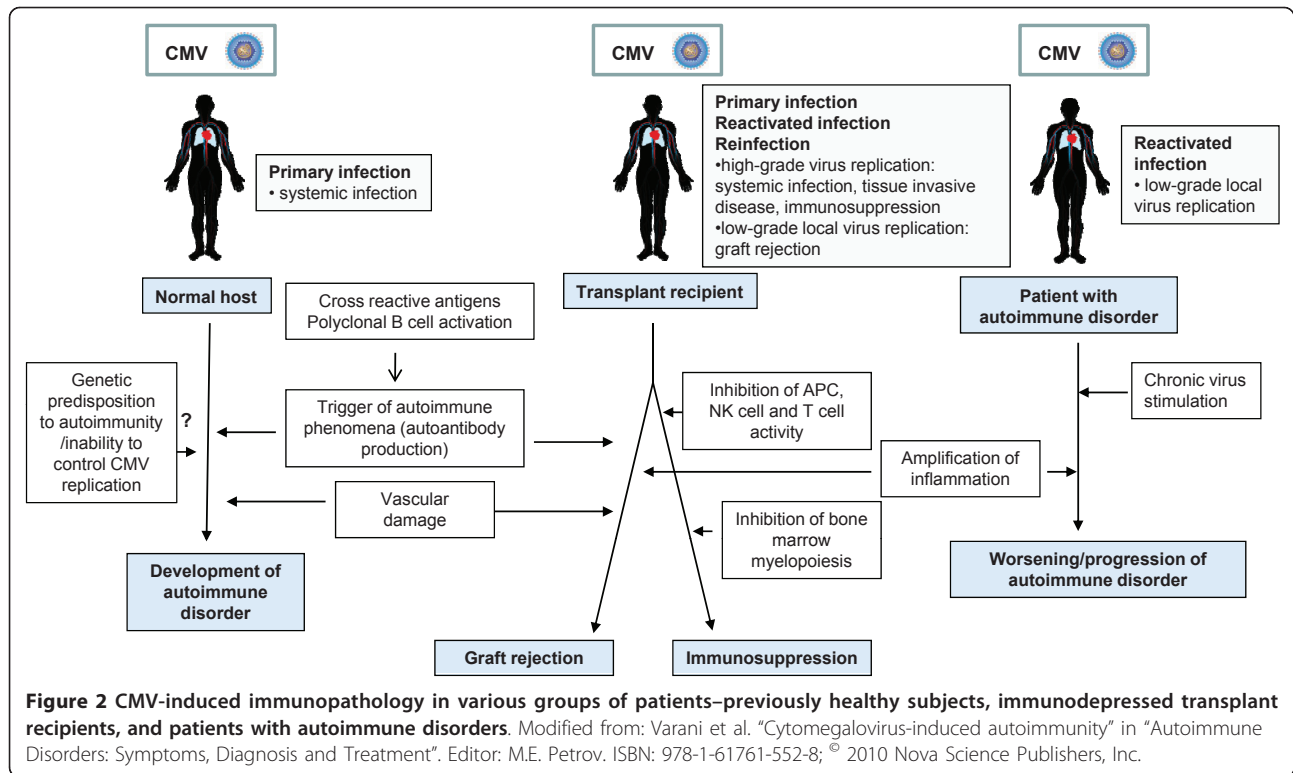 CMV
CMV
CMV
Primary infection
• systemic infection
Primary infection
Reactivated infection
Reinfection
•high-grade virus replication:
systemic infection, tissue invasive
disease, immunosuppression
•low-grade local virus replication:
graft rejection
Reactivated
infection
• low-grade local
virus replication
Normal host
Cross reactive antigens
Polyclonal B cell activation
Transplant recipient
Patient with
autoimmune disorder
Genetic
predisposition
to autoimmunity
/inability to
control CMV
replication
?
Trigger of autoimmune
phenomena (autoantibody
production)
Inhibition of APC,
NK cell and T cell
activity
Chronic virus
stimulation
Amplification of
inflammation
Vascular
damage
Inhibition of bone
marrow
myelopoiesis
Development of
autoimmune
disorder
Worsening/progression of
autoimmune disorder
Graft rejection
Immunosuppression
Figure 2 CMV-induced immunopathology in various groups of patients–previously healthy subjects, immunodepressed transplant
recipients, and patients with autoimmune disorders. Modified from: Varani et al. “Cytomegalovirus-induced autoimmunity” in “Autoimmune
Disorders: Symptoms, Diagnosis and Treatment”. Editor: M.E. Petrov. ISBN: 978-1-61761-552-8; © 2010 Nova Science Publishers, Inc.